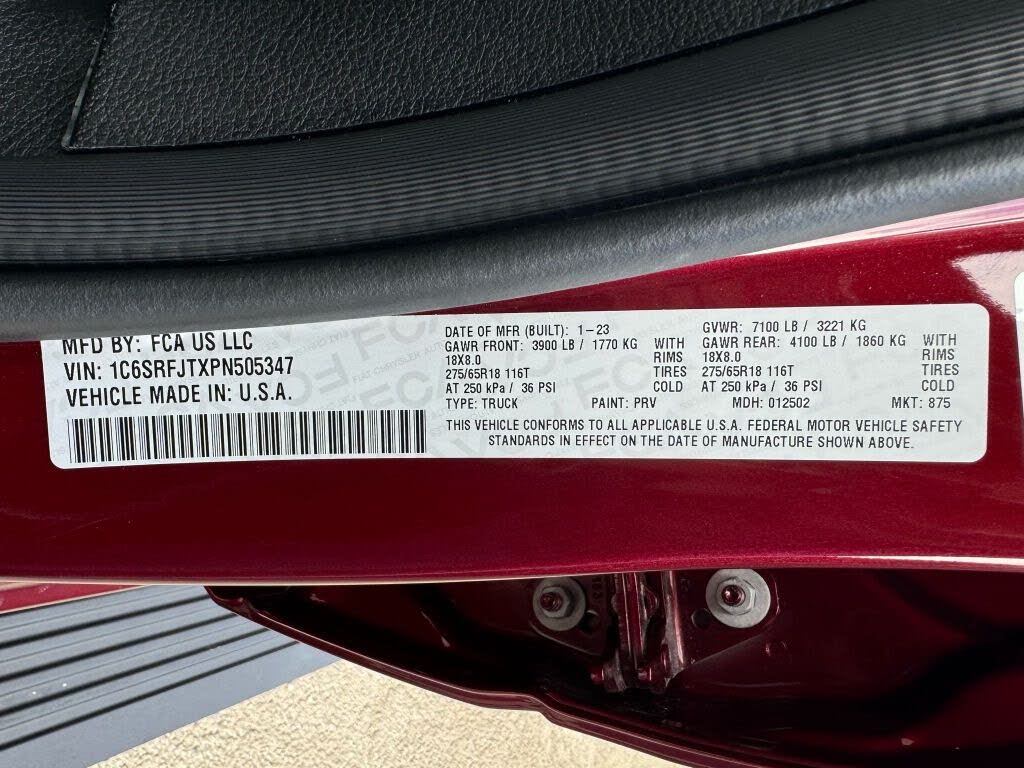 MFD BY: FCA US LLC
VIN: 1C6SRFJTXPN505347
VEHICLE MADE IN: U.S.A.
DATE OF MFR (BUILT): 1-23
GVWR: 7100 LB / 3221 KG
GAWR FRONT: 3900 LB / 1770 KG WITH
18X8.0 RIMS
275/65R18 116T TIRES
AT 250 kPa / 36 PSI COLD
GAWR REAR: 4100 LB / 1860 KG WITH
18X8.0 RIMS
275/65R18 116T TIRES
AT 250 kPa / 36 PSI COLD
TYPE: TRUCK PAINT: PRV MDH: 012502 MKT: 875
THIS VEHICLE CONFORMS TO ALL APPLICABLE U.S.A. FEDERAL MOTOR VEHICLE SAFETY
STANDARDS IN EFFECT ON THE DATE OF MANUFACTURE SHOWN ABOVE.